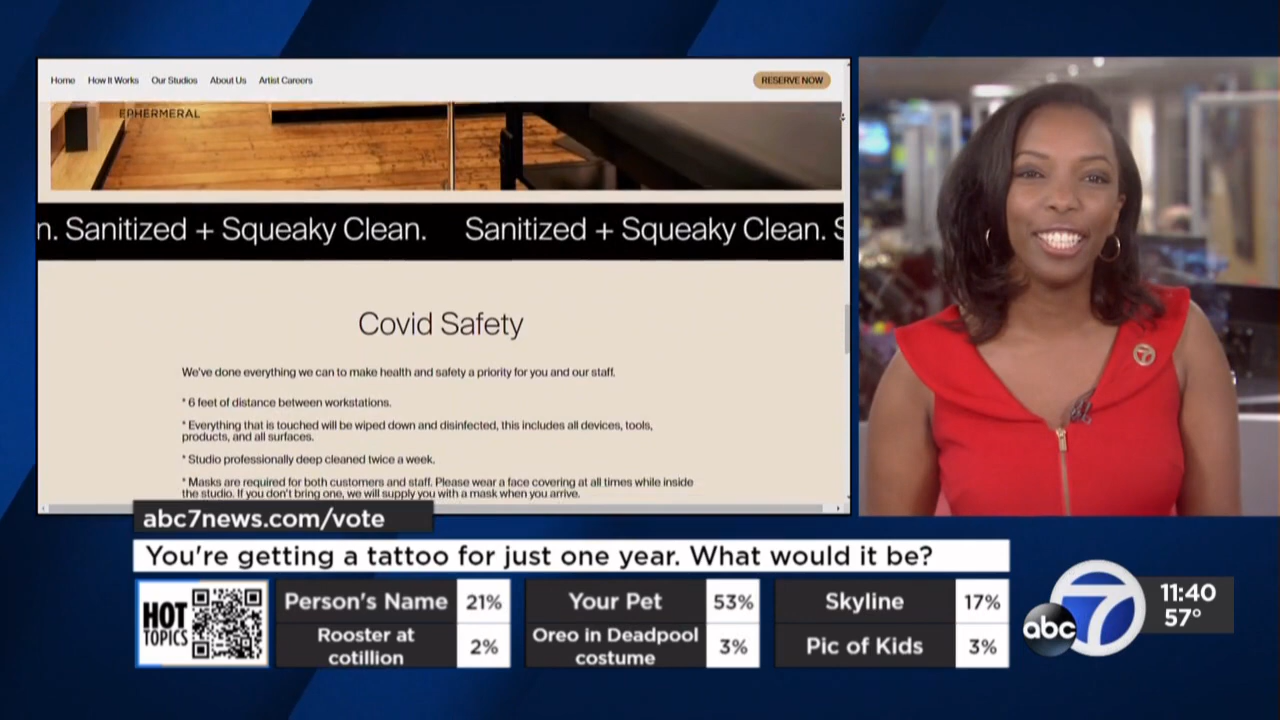 Home How It Works Our Studios About Us Artist Careers RESERVE NOW
EPHERMERAL
n. Sanitized + Squeaky Clean. Sanitized + Squeaky Clean. S
Covid Safety
We've done everything we can to make health and safety a priority for you and our staff.
* 6 feet of distance between workstations.
* Everything that is touched will be wiped down and disinfected, this includes all devices, tools,
products, and all surfaces.
* Studio professionally deep cleaned twice a week.
* Masks are required for both customers and staff. Please wear a face covering at all times while inside
the studio. If you don't bring one, we will supply you with a mask when you arrive.
7
abc7news.com/vote
You're getting a tattoo for just one year. What would it be?
HOT
TOPICS
Person's Name 21%
Your Pet 53%
Skyline 17%
Rooster at
cotillion 2%
Oreo in Deadpool
costume 3%
Pic of Kids 3%
abc 7
11:40
57°